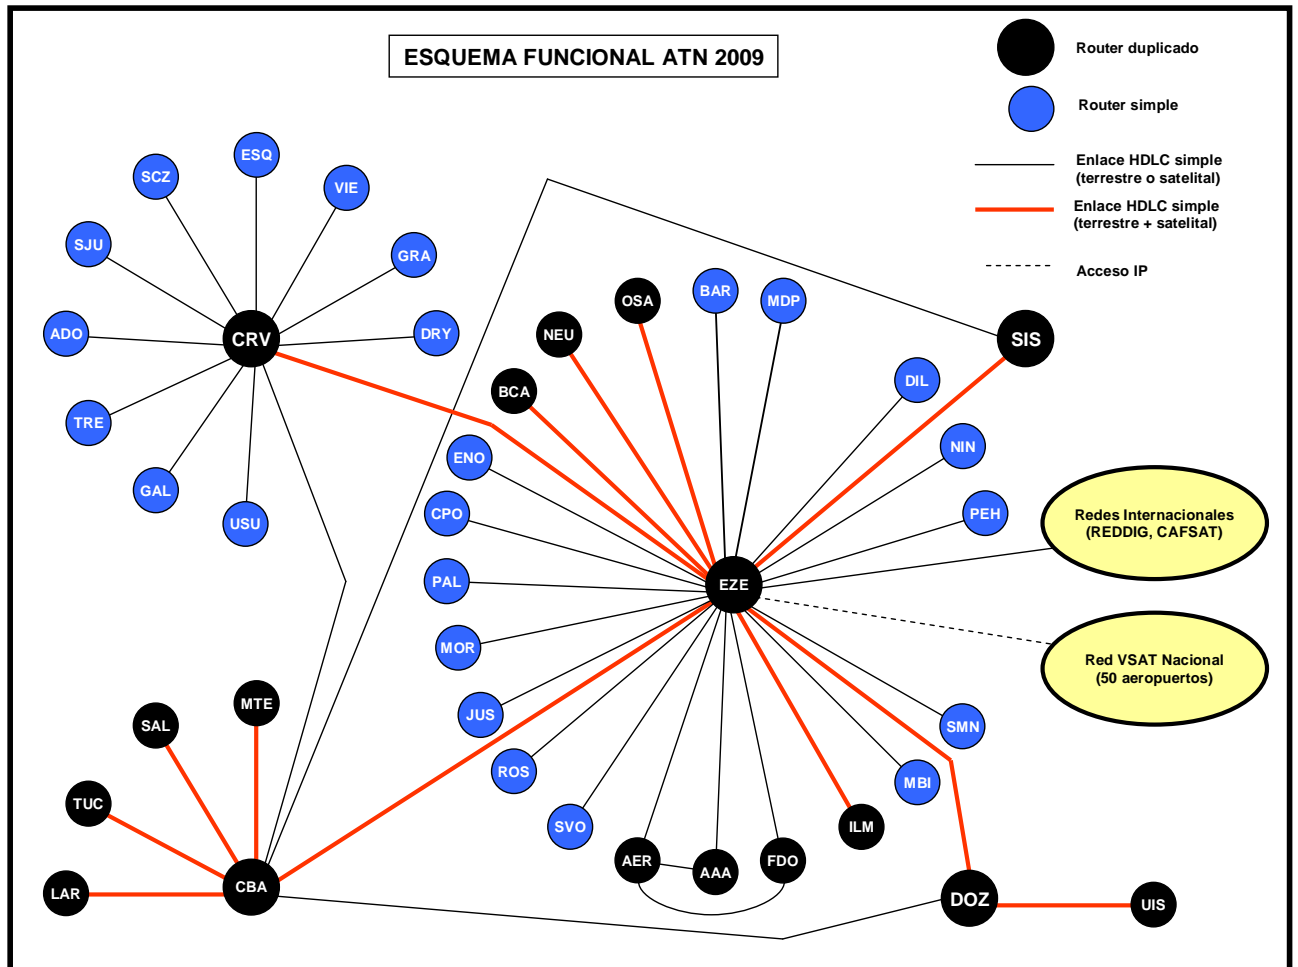 ESQUEMA FUNCIONAL ATN 2009
Router duplicado
Router simple
Enlace HDLC simple
(terrestre o satelital)
Enlace HDLC simple
(terrestre + satelital)
Acceso IP
ESQ
SCZ
VIE
SJU
GRA
ADO
CRV
DRY
TRE
GAL
USU
OSA
BAR
MDP
NEU
SIS
BCA
DIL
ENO
NIN
CPO
PEH
Redes Internacionales
(REDDIG, CAFSAT)
PAL
EZE
MOR
Red VSAT Nacional
(50 aeropuertos)
JUS
SMN
ROS
MBI
SVO
ILM
AER
AAA
FDO
MTE
SAL
TUC
LAR
CBA
DOZ
UIS